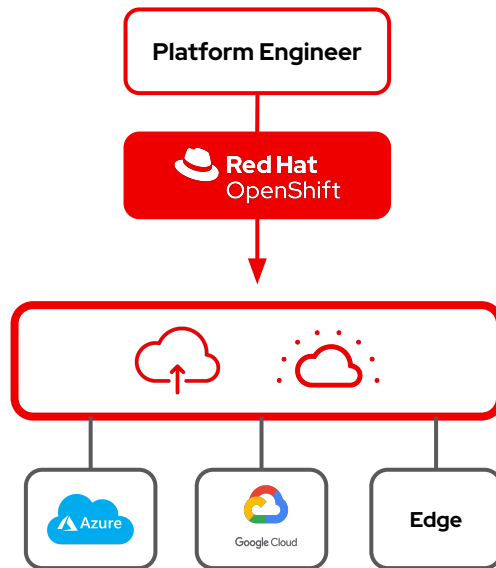 Platform Engineer
Red Hat
OpenShift
Azure
Google Cloud
Edge